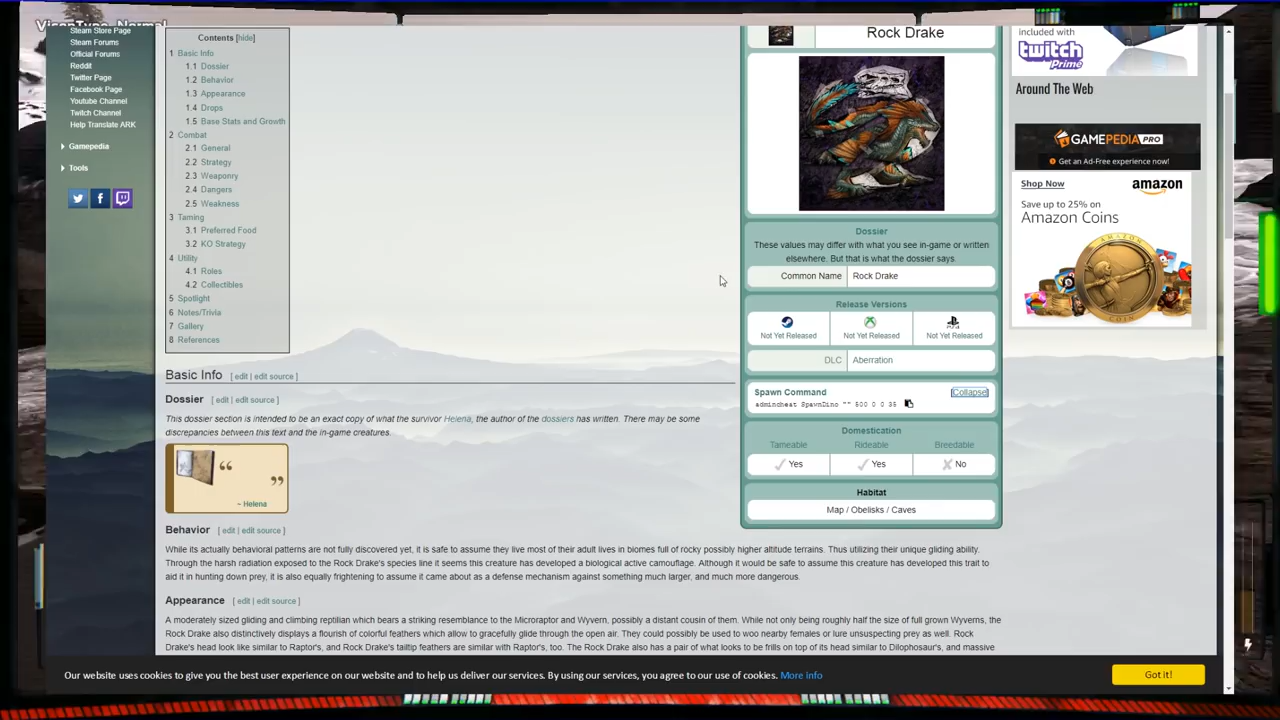 VisonType_Normal
Steam Store Page
Steam Forums
Official Forums
Reddit
Twitter Page
Facebook Page
Youtube Channel
Twitch Channel
Help Translate ARK
Gamepedia
Tools
Contents [hide]
1 Basic Info
1.1 Dossier
1.2 Behavior
1.3 Appearance
1.4 Drops
1.5 Base Stats and Growth
2 Combat
2.1 General
2.2 Strategy
2.3 Weaponry
2.4 Dangers
2.5 Weakness
3 Taming
3.1 Preferred Food
3.2 KO Strategy
4 Utility
4.1 Roles
4.2 Collectibles
5 Spotlight
6 Notes/Trivia
7 Gallery
8 References
Basic Info [ edit | edit source ]
Dossier [ edit | edit source ]
This dossier section is intended to be an exact copy of what the survivor Helena, the author of the dossiers has written. There may be
some discrepancies between this text and the in-game creatures.
“
”
~ Helena
Behavior [ edit | edit source ]
While its actually behavioral patterns are not fully discovered yet, it is safe to assume they live most of their adult lives in biomes full of rocky possibly higher altitude terrains. Thus utilizing their unique gliding ability.
Through the harsh radiation exposed to the Rock Drake's species line it seems this creature has developed a biological active camouflage. Although it would be safe to assume this creature has developed this trait to
aid it in hunting down prey, it is also equally frightening to assume it came about as a defense mechanism against something much larger, and much more dangerous.
Appearance [ edit | edit source ]
A moderately sized gliding and climbing reptilian which bears a striking resemblance to the Microraptor and Wyvern, possibly a distant cousin of them. While not only being roughly half the size of full grown Wyverns, the
Rock Drake also distinctively displays a flourish of colorful feathers which allow to gracefully glide through the open air. They could possibly be used to woo nearby females or lure unsuspecting prey as well. Rock
Drake's head look like similar to Raptor's, and Rock Drake's tailtip feathers are similar with Raptor's, too. The Rock Drake also has a pair of what looks to be frills on top of its head similar to Dilophosaur's, and massive
Rock Drake
Dossier
These values may differ with what you see in-game or written
elsewhere. But that is what the dossier says
Common Name Rock Drake
Release Versions
Not Yet Released Not Yet Released Not Yet Released
DLC Aberration
Spawn Command [Collapse]
admincheat SpawnDino "" 500 0.0 35
Domestication
Tameable Rideable Breedable
Yes Yes No
Habitat
Map / Obelisks / Caves
included with
twitch
Prime
Around The Web
GAMEPEDIA PRO
Get an Ad-Free experience now!
Shop Now amazon
Save up to 25% on
Amazon Coins
Our website uses cookies to give you the best user experience on our website and to help us deliver our services. By using our services, you agree to our use of cookies. More info
Got it!